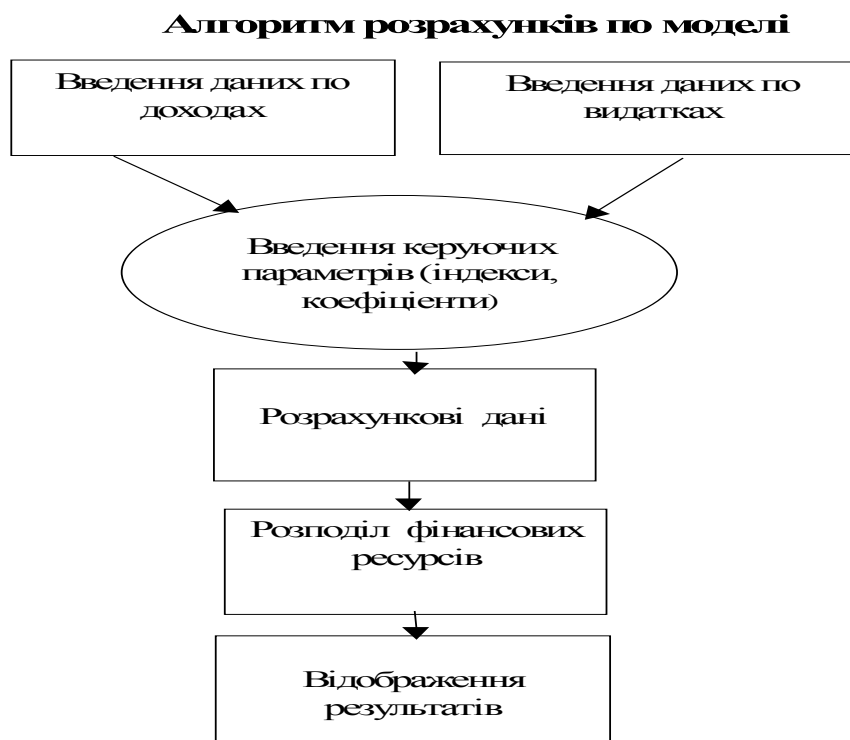 Алгоритм розрахунків по моделі
Введення даних по
доходах
Введення даних по
видатках
Введення керуючих
параметрів (індекси,
коефіціенти)
Розрахункові дані
Розподіл фінансових
ресурсів
Відображення
результатів